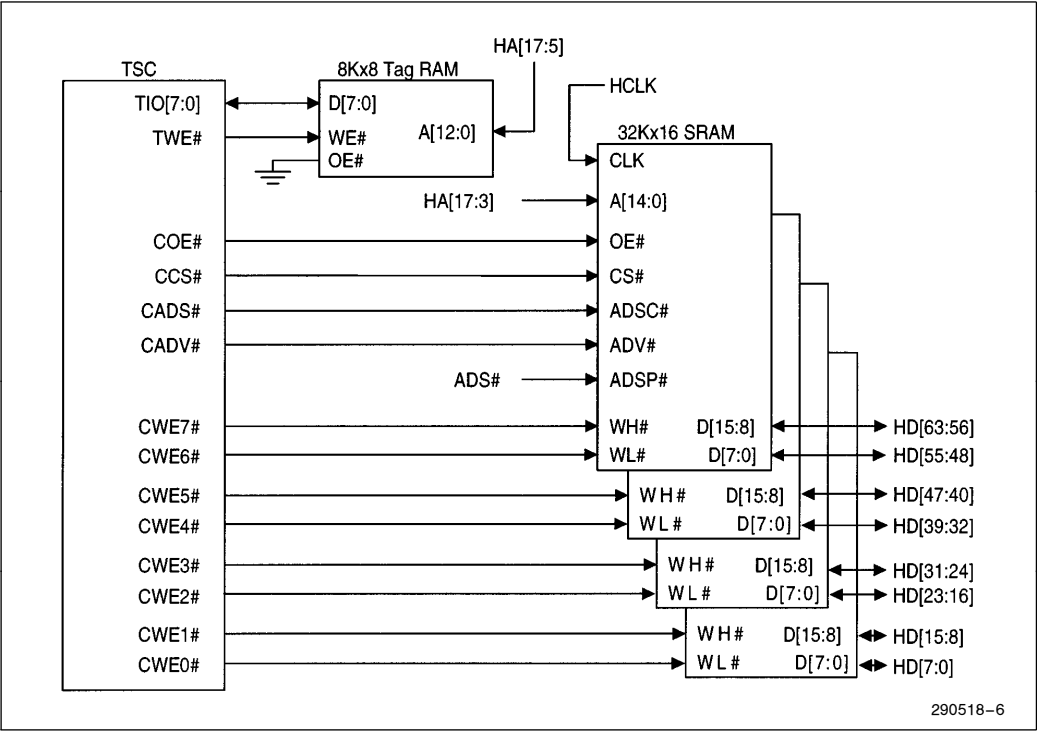 HA[17:5]
TSC
8Kx8 Tag RAM
HCLK
TIO[7:0]
D[7:0]
TWE#
WE#
A[12:0]
OE#
32Kx16 SRAM
CLK
HA[17:3]
A[14:0]
COE#
OE#
CCS#
CS#
CADS#
ADSC#
CADV#
ADV#
ADS#
ADSP#
CWE7#
WH#
D[15:8]
HD[63:56]
CWE6#
WL#
D[7:0]
HD[55:48]
CWE5#
WH#
D[15:8]
HD[47:40]
CWE4#
WL#
D[7:0]
HD[39:32]
CWE3#
WH#
D[15:8]
HD[31:24]
CWE2#
WL#
D[7:0]
HD[23:16]
CWE1#
WH#
D[15:8]
HD[15:8]
CWE0#
WL#
D[7:0]
HD[7:0]
290518–6